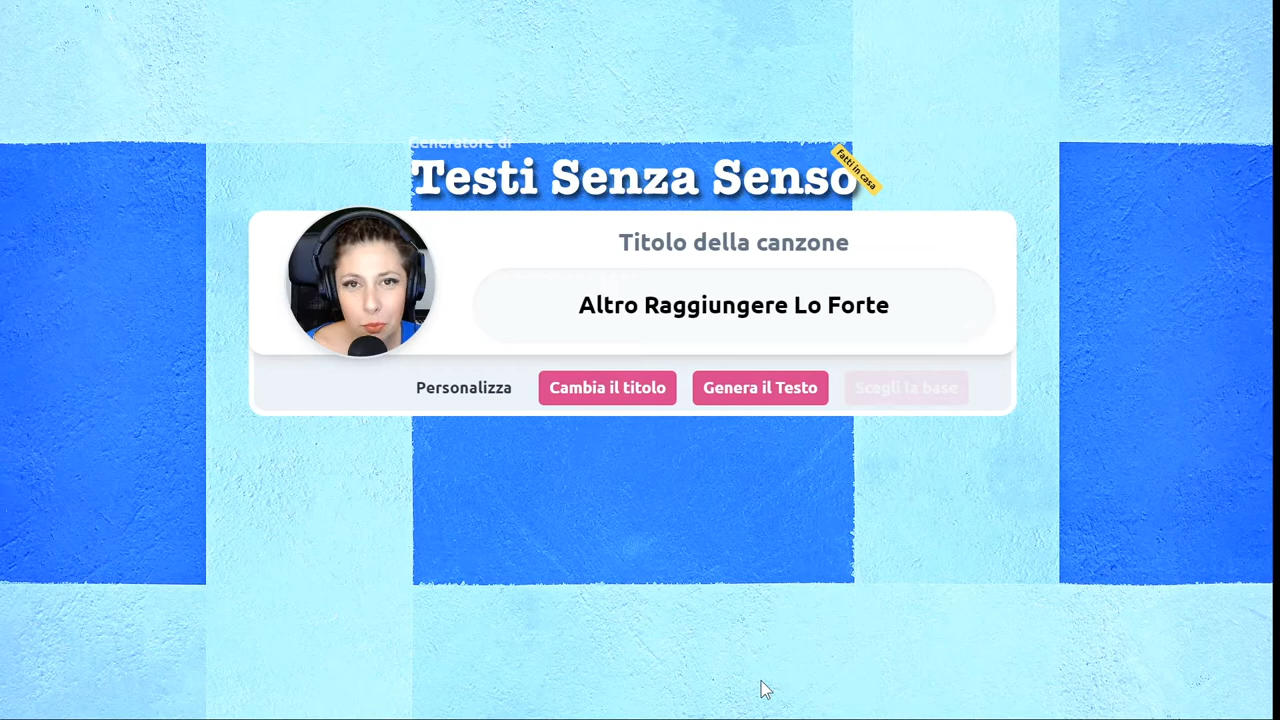 Generatore di
Testi Senza Senso
Fatti in casa
Titolo della canzone
Altro Raggiungere Lo Forte
Personalizza
Cambia il titolo
Genera il Testo
Scegli la base